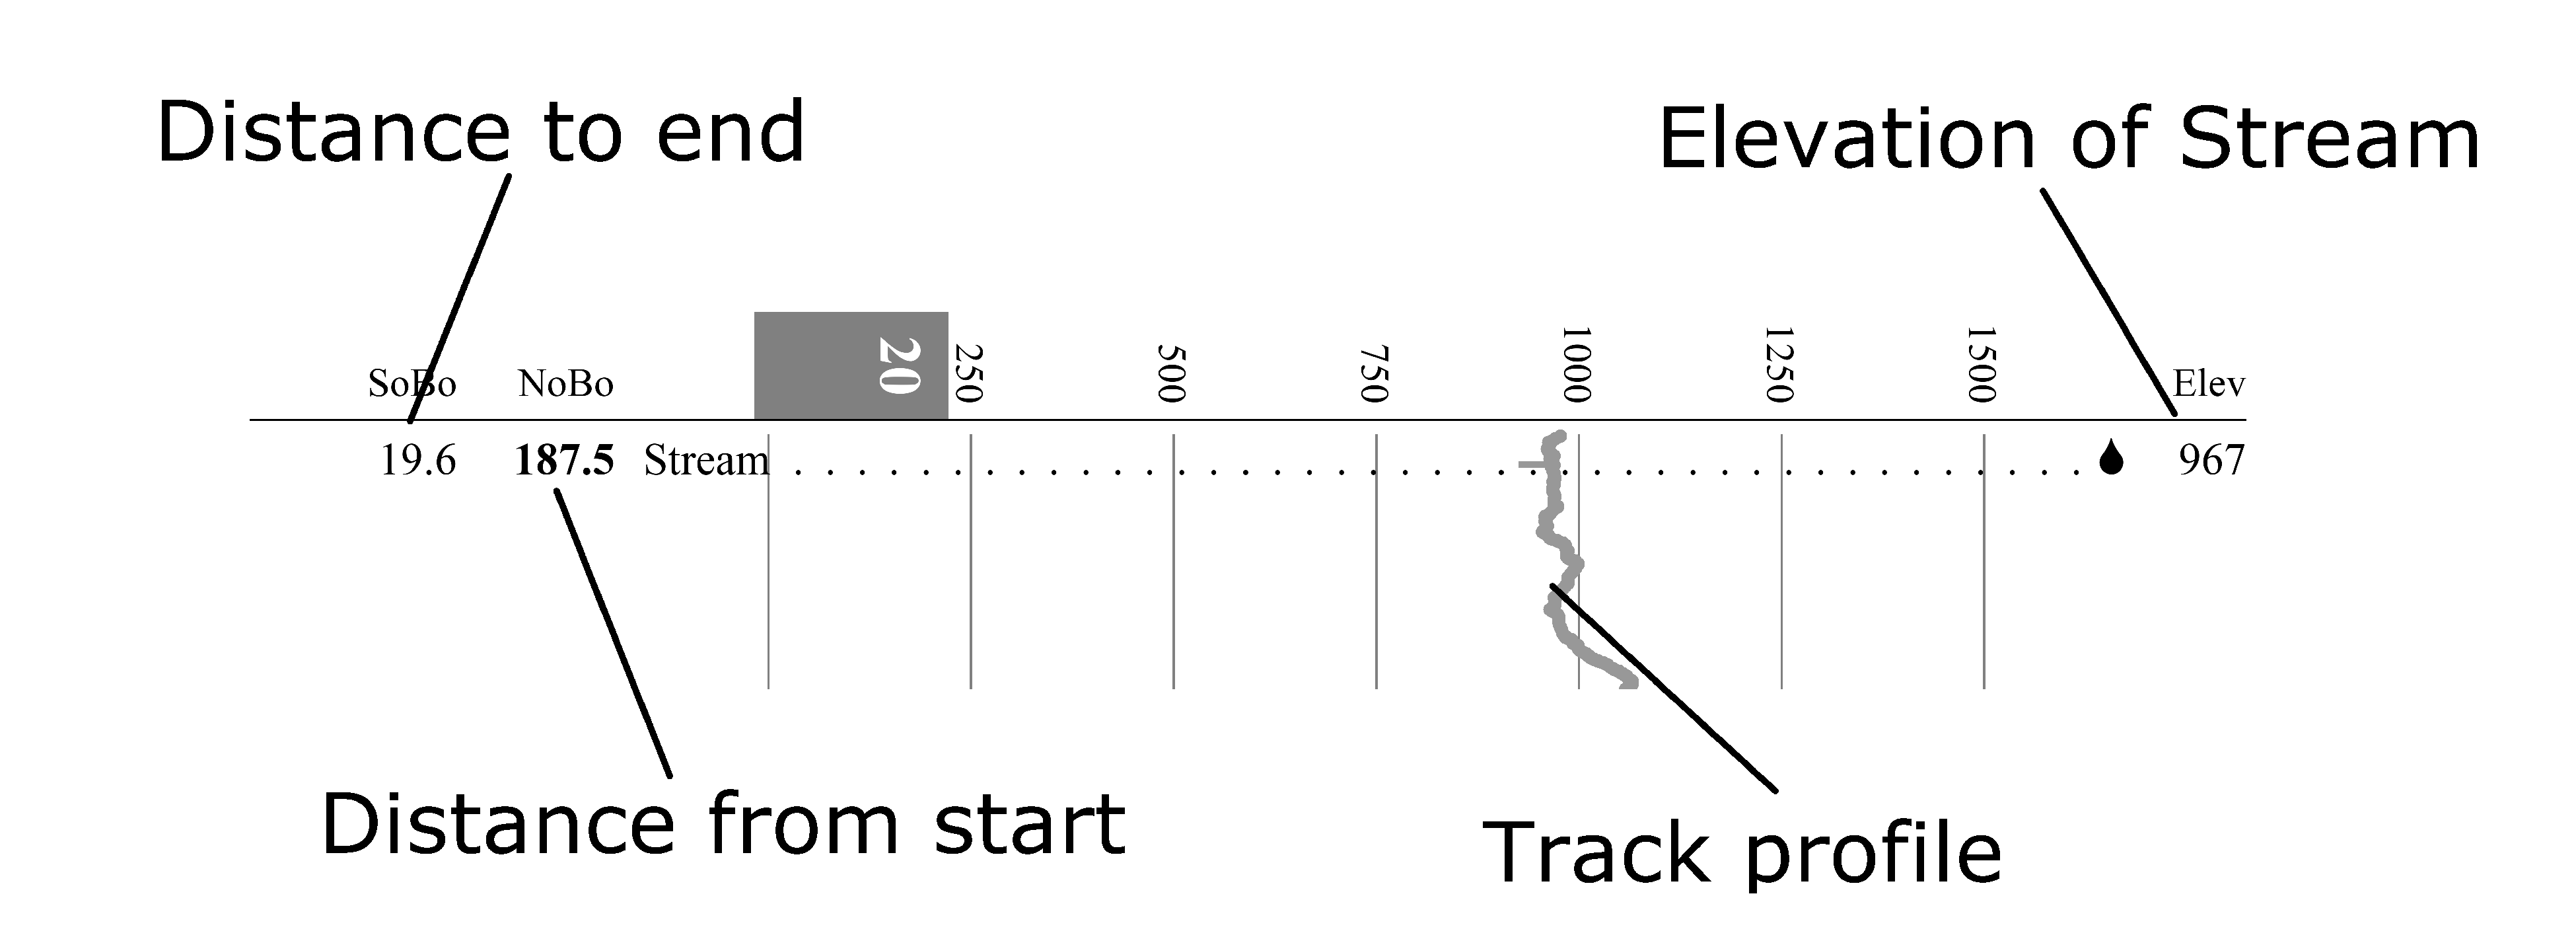 Distance to end
Elevation of Stream
SoBo NoBo 20 250 500 750 1000 1250 1500 Elev
19.6 187.5 Stream . . . . . . . . . . . . . . . . . . . . . . . . . . . . . . . . . . . . . . . . . 967
Distance from start
Track profile